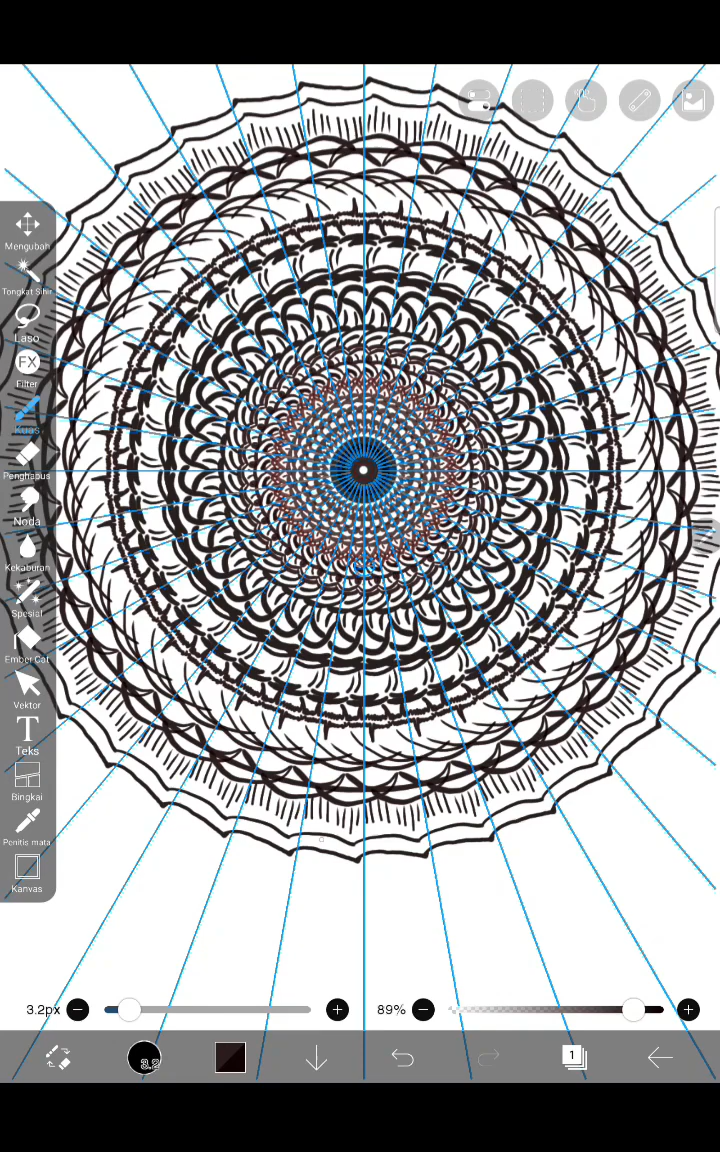 Mengubah
Tongkat Sihir
Laso
FX
Filter
Kuas
Penghapus
Noda
Kekaburan
Spesial
Ember Cat
Vektor
T
Teks
Bingkai
Penitis mata
Kanvas
3.2px
89%
3.2
1